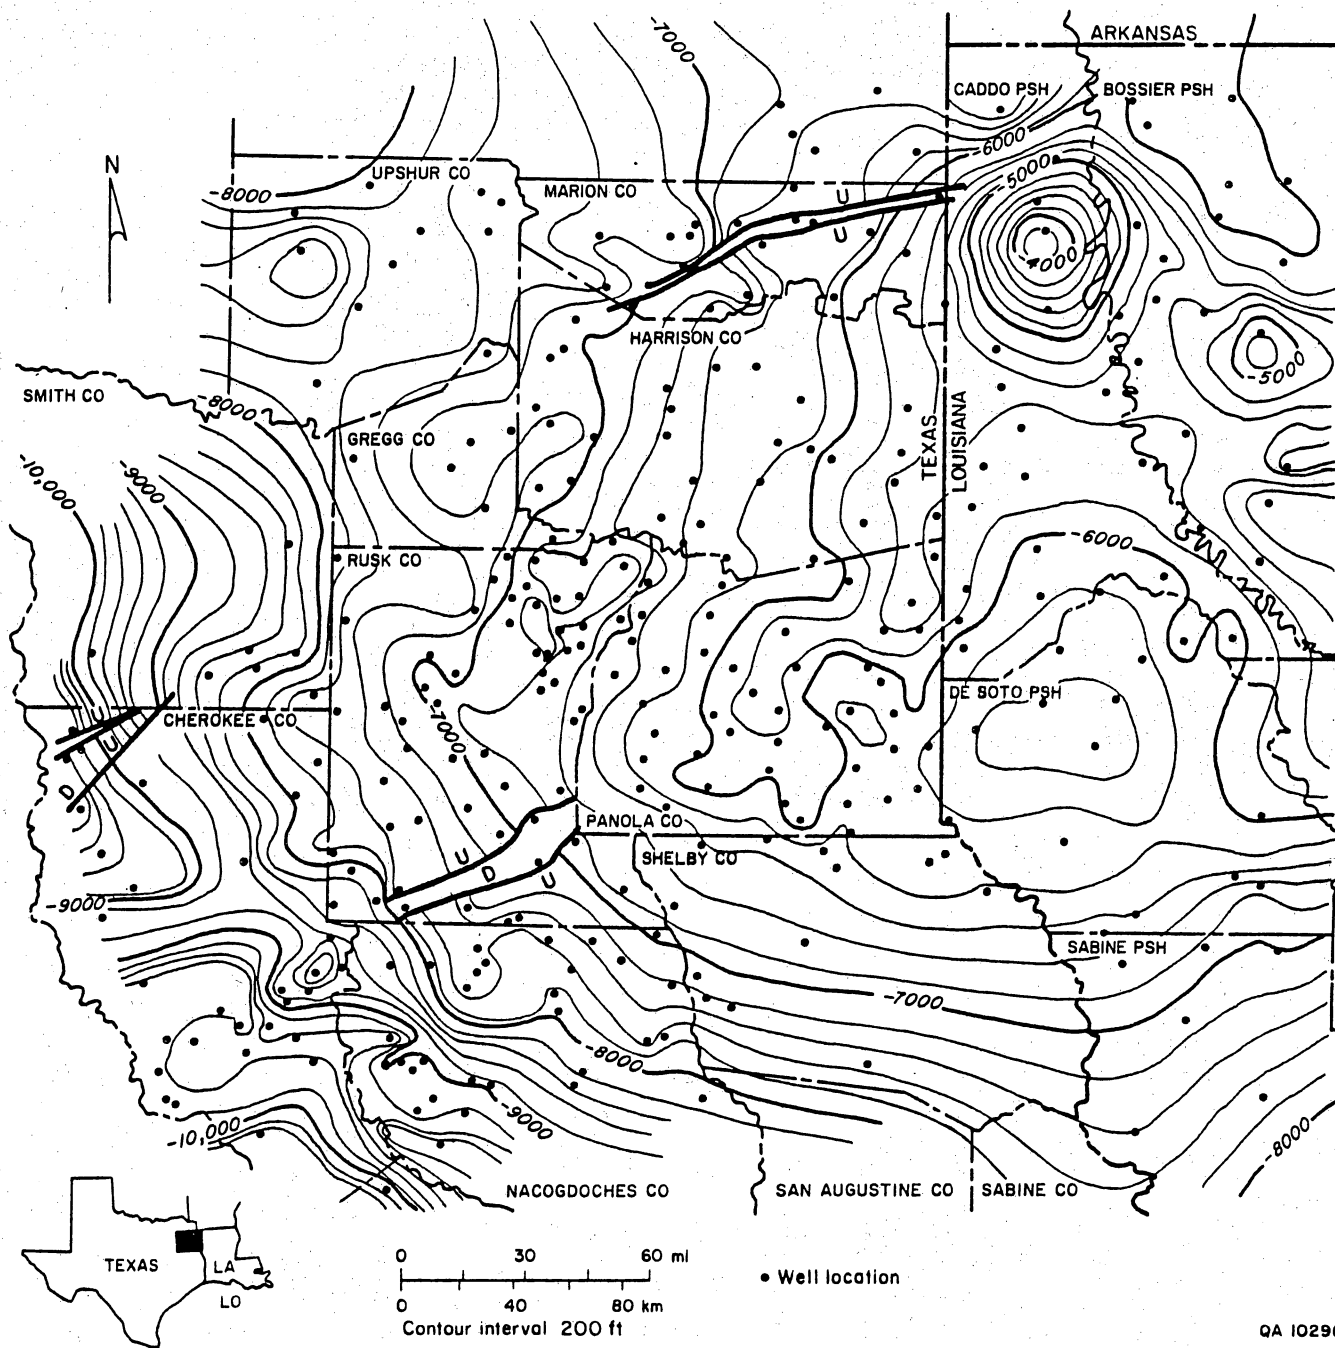 -7000
ARKANSAS
CADDO PSH
BOSSIER PSH
-6000
N
UPSHUR CO
-5000
-8000
MARION CO
U
U
-4000
HARRISON CO
-5000
SMITH CO
-8000
GREGG CO
TEXAS
LOUISIANA
-10,000
-9000
-6000
RUSK CO
DE SOTO PSH
U
CHEROKEE CO
-7000
U
D
PANOLA CO
U
D
U
SHELBY CO
-9000
SABINE PSH
-7000
-8000
-9000
-10,000
-8000
D
NACOGDOCHES CO
SAN AUGUSTINE CO
SABINE CO
TEXAS
LA
LO
0 30 60 mi
0 40 80 km
Contour interval 200 ft
Well location